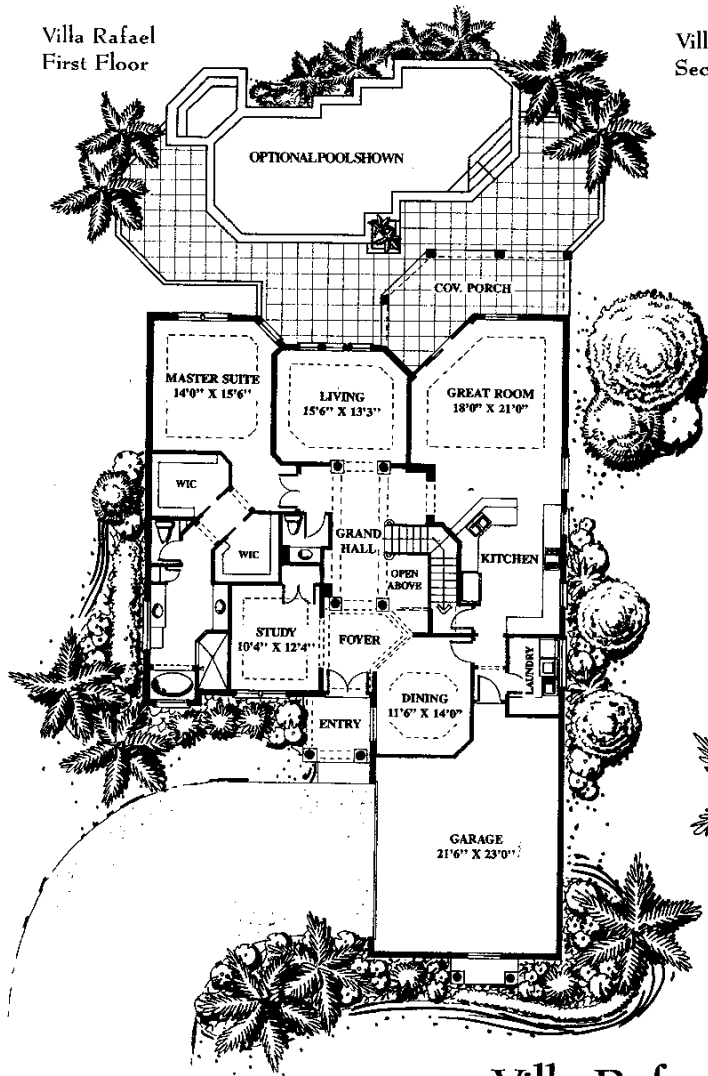 Villa Rafael
First Floor
Vill
Sec
OPTIONAL POOL SHOWN
COV. PORCH
MASTER SUITE
14'0" X 15'6"
LIVING
15'6" X 13'3"
GREAT ROOM
18'0" X 21'0"
WIC
WIC
GRAND
HALL
KITCHEN
OPEN
ABOVE
STUDY
10'4" X 12'4"
FOYER
LAUNDRY
DINING
11'6" X 14'0"
ENTRY
GARAGE
21'6" X 23'0"